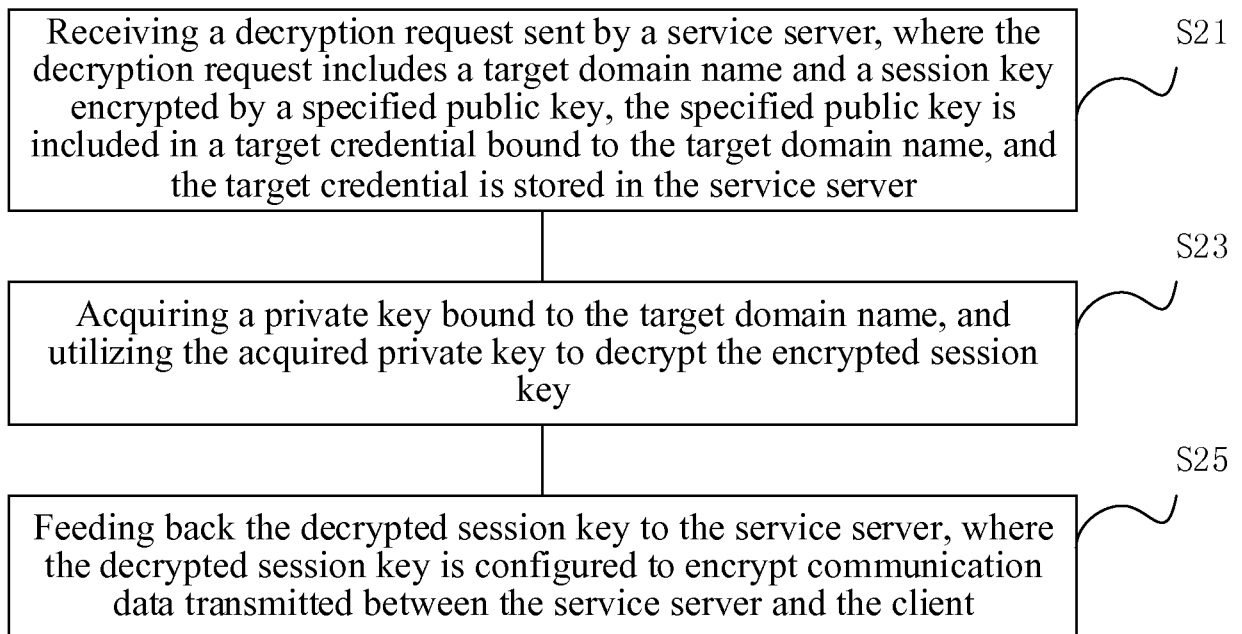 Receiving a decryption request sent by a service server, where the
decryption request includes a target domain name and a session key
encrypted by a specified public key, the specified public key is
included in a target credential bound to the target domain name, and
the target credential is stored in the service server
S21
Acquiring a private key bound to the target domain name, and
utilizing the acquired private key to decrypt the encrypted session
key
S23
Feeding back the decrypted session key to the service server, where
the decrypted session key is configured to encrypt communication
data transmitted between the service server and the client
S25